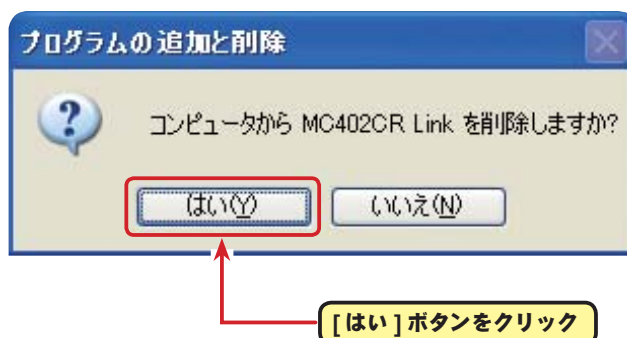 プログラムの追加と削除
?
コンピュータから MC402CR Link を削除しますか?
はい(Y)
いいえ(N)
[はい]ボタンをクリック